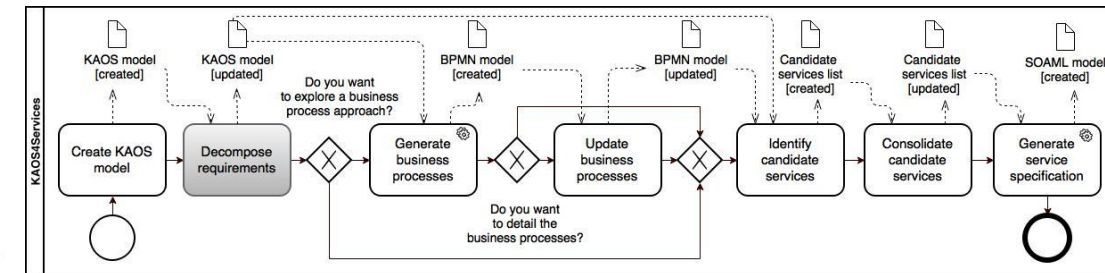 KAOS4Services
KAOS model
[created]
KAOS model
[updated]
BPMN model
[created]
BPMN model
[updated]
Candidate
services list
[created]
Candidate
services list
[updated]
SOAML model
[created]
Do you want
to explore a business
process approach?
Create KAOS
model
Decompose
requirements
Generate
business
processes
Update
business
processes
Identify
candidate
services
Consolidate
candidate
services
Generate
service
specification
Do you want
to detail the
business processes?